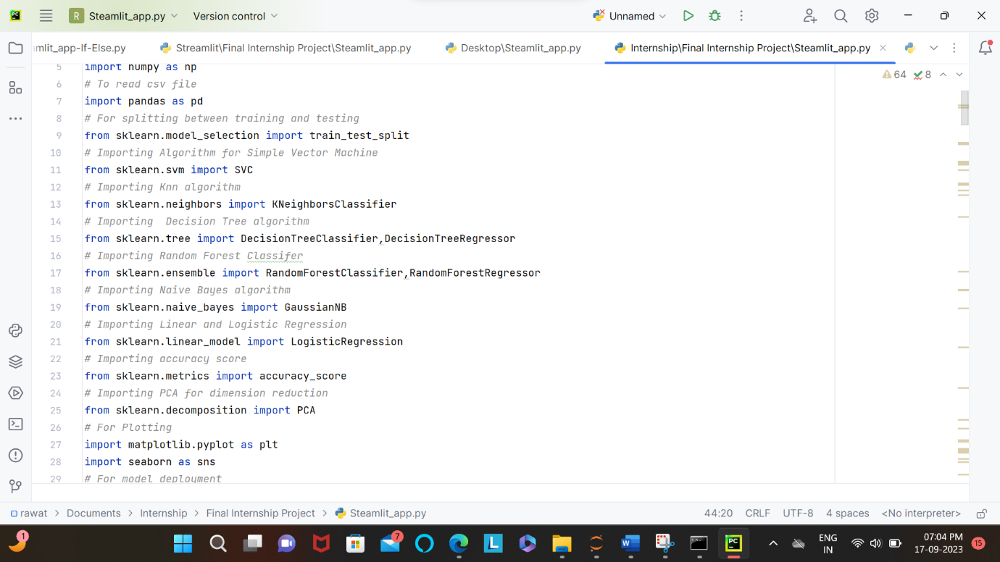 PC R Steamlit_app.py Version control Unnamed
mlit_app-If-Else.py Streamlit\Final Internship Project\Steamlit_app.py Desktop\Steamlit_app.py Internship\Final Internship Project\Steamlit_app.py
64 8
5 import numpy as np
6 # To read csv file
7 import pandas as pd
8 # For splitting between training and testing
9 from sklearn.model_selection import train_test_split
10 # Importing Algorithm for Simple Vector Machine
11 from sklearn.svm import SVC
12 # Importing Knn algorithm
13 from sklearn.neighbors import KNeighborsClassifier
14 # Importing  Decision Tree algorithm
15 from sklearn.tree import DecisionTreeClassifier,DecisionTreeRegressor
16 # Importing Random Forest Classifer
17 from sklearn.ensemble import RandomForestClassifier,RandomForestRegressor
18 # Importing Naive Bayes algorithm
19 from sklearn.naive_bayes import GaussianNB
20 # Importing Linear and Logistic Regression
21 from sklearn.linear_model import LogisticRegression
22 # Importing accuracy score
23 from sklearn.metrics import accuracy_score
24 # Importing PCA for dimension reduction
25 from sklearn.decomposition import PCA
26 # For Plotting
27 import matplotlib.pyplot as plt
28 import seaborn as sns
29 # For model deployment
rawat > Documents > Internship > Final Internship Project > Steamlit_app.py 44:20 CRLF UTF-8 4 spaces <No interpreter>
1 7 L W PC ENG IN 07:04 PM 17-09-2023 15